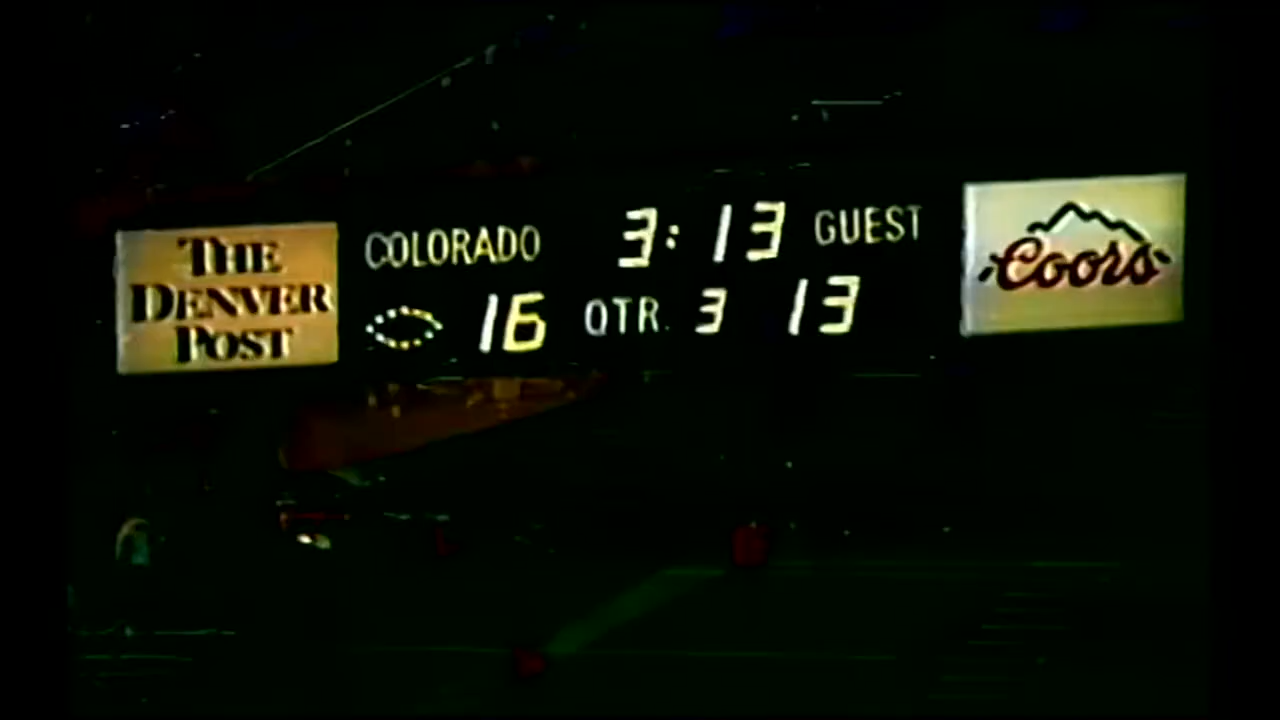 THE
DENVER
POST
COLORADO 3:13 GUEST
16 QTR. 3 13
Coors